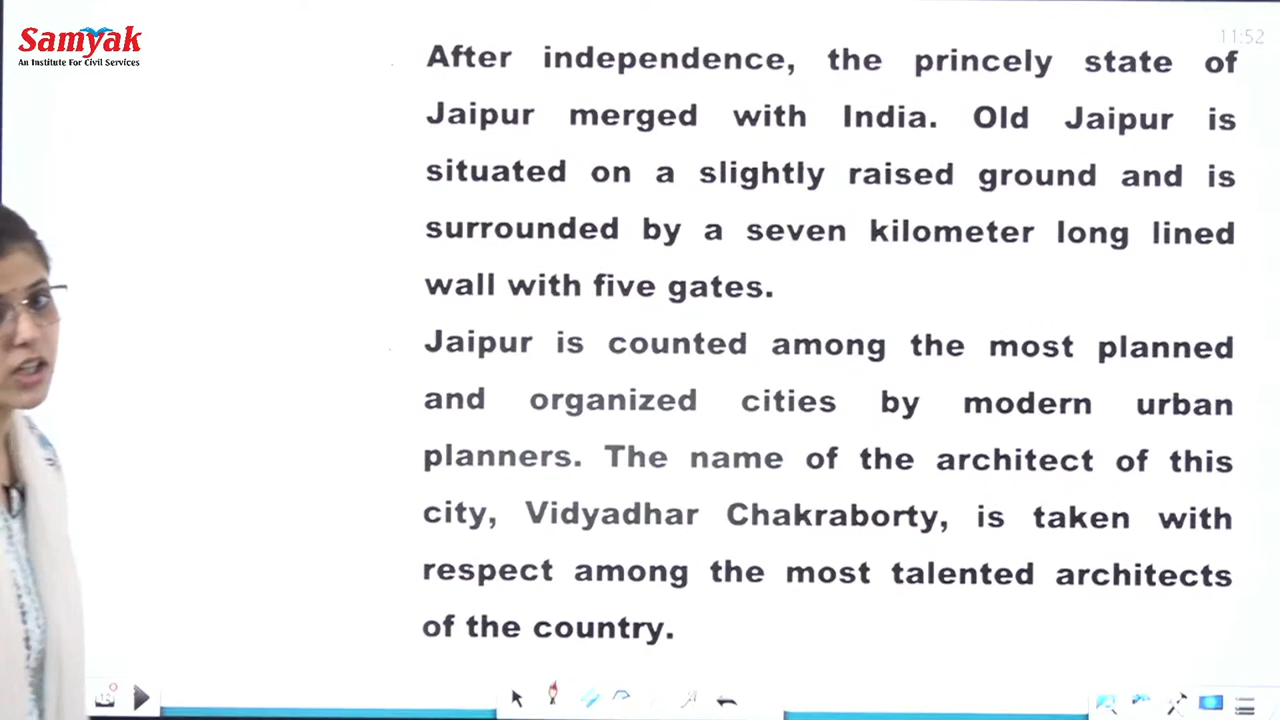 Samyak
An Institute For Civil Services
11:52
After independence, the princely state of
Jaipur merged with India. Old Jaipur is
situated on a slightly raised ground and is
surrounded by a seven kilometer long lined
wall with five gates.
Jaipur is counted among the most planned
and organized cities by modern urban
planners. The name of the architect of this
city, Vidyadhar Chakraborty, is taken with
respect among the most talented architects
of the country.